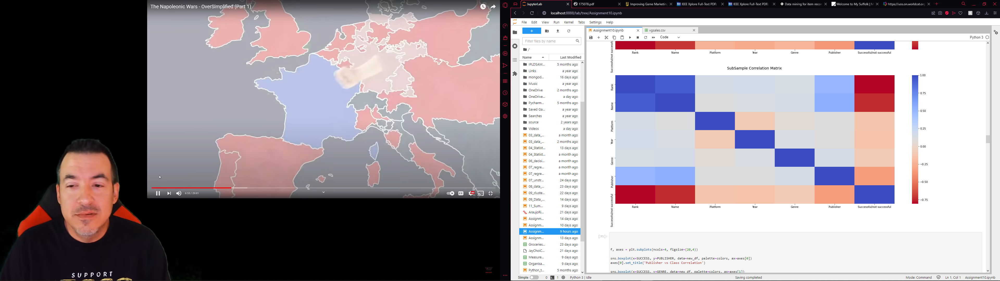 The Napoleonic Wars - OverSimplified (Part 1)
6:53 / 29:41
CC
HD
SUPPORT
JupyterLab
175078.pdf
Improving Game Marketing
IEEE Xplore Full-Text PDF:
IEEE Xplore Full-Text PDF:
Data mining for item recom
Welcome to My Suffolk | M
https://uos.on.worldcat.org
localhost:8888/lab/tree/Assignment10.ipynb
File Edit View Run Kernel Tabs Settings Help
Filter files by name
/
Name Last Modified
IPLDSAM... 5 months ago
Links a year ago
mongod... 16 days ago
Music a year ago
OneDrive 2 months ago
OneDrive... a day ago
Pycharm... 5 months ago
Saved Ga... a year ago
Searches a year ago
source 2 years ago
Videos a day ago
03_data_... a month ago
03_data_... 2 months ago
04_Statist... 13 days ago
04_Statist... a month ago
06_decisi... a month ago
07_regre... a month ago
07_regre... a month ago
07_unstr... 24 days ago
08_data_... 23 days ago
09_cluste... 22 days ago
09_Data_... 14 days ago
11_Sum... 9 days ago
AraujoRi... 21 days ago
Assignm... 14 days ago
Assignm... 10 days ago
Assignm... 9 hours ago
Assignm... 13 days ago
Groceries... 23 days ago
JayChoiC... 21 days ago
Measure... 9 days ago
Organisa... 9 days ago
Python_t... 5 months ago
Assignment10.ipynb
vgsales.csv
Code
Python 3
Successful/not successf
Rank Name Platform Year Genre Publisher Successful/not successful
SubSample Correlation Matrix
Rank
Name
Platform
Year
Genre
Publisher
Successful/not successful
Rank Name Platform Year Genre Publisher Successful/not successful
1.00
0.75
0.50
0.25
0.00
−0.25
−0.50
−0.75
[31]:
f, axes = plt.subplots(ncols=4, figsize=(20,4))
sns.boxplot(x=SUCCESS, y=PUBLISHER, data=new_df, palette=colors, ax=axes[0])
axes[0].set_title('Publisher vs Class Correlation')
sns.boxplot(x=SUCCESS, y=GENRE, data=new_df, palette=colors, ax=axes[1])
Simple 0 1 Python 3 | Idle Saving completed Mode: Command Ln 1, Col 1 Assignment10.ipynb